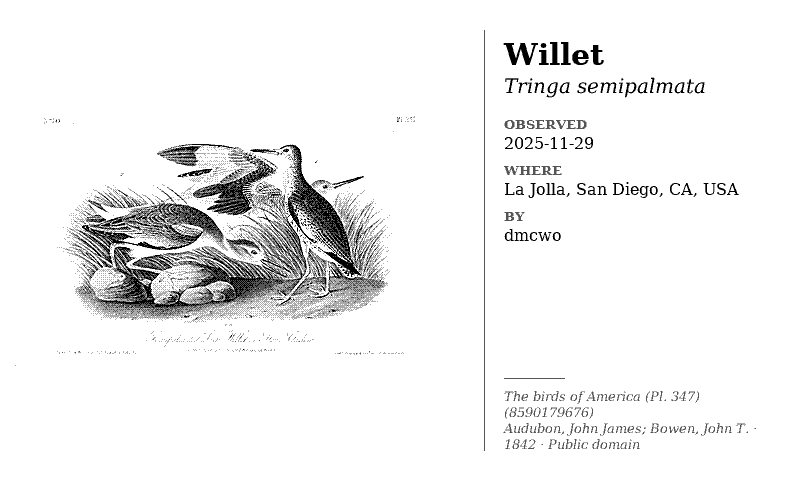 Willet
Tringa semipalmata
OBSERVED
2025-11-29
WHERE
La Jolla, San Diego, CA, USA
BY
dmcwo
The birds of America (Pl. 347)
(8590179676)
Audubon, John James; Bowen, John T. ·
1842 · Public domain